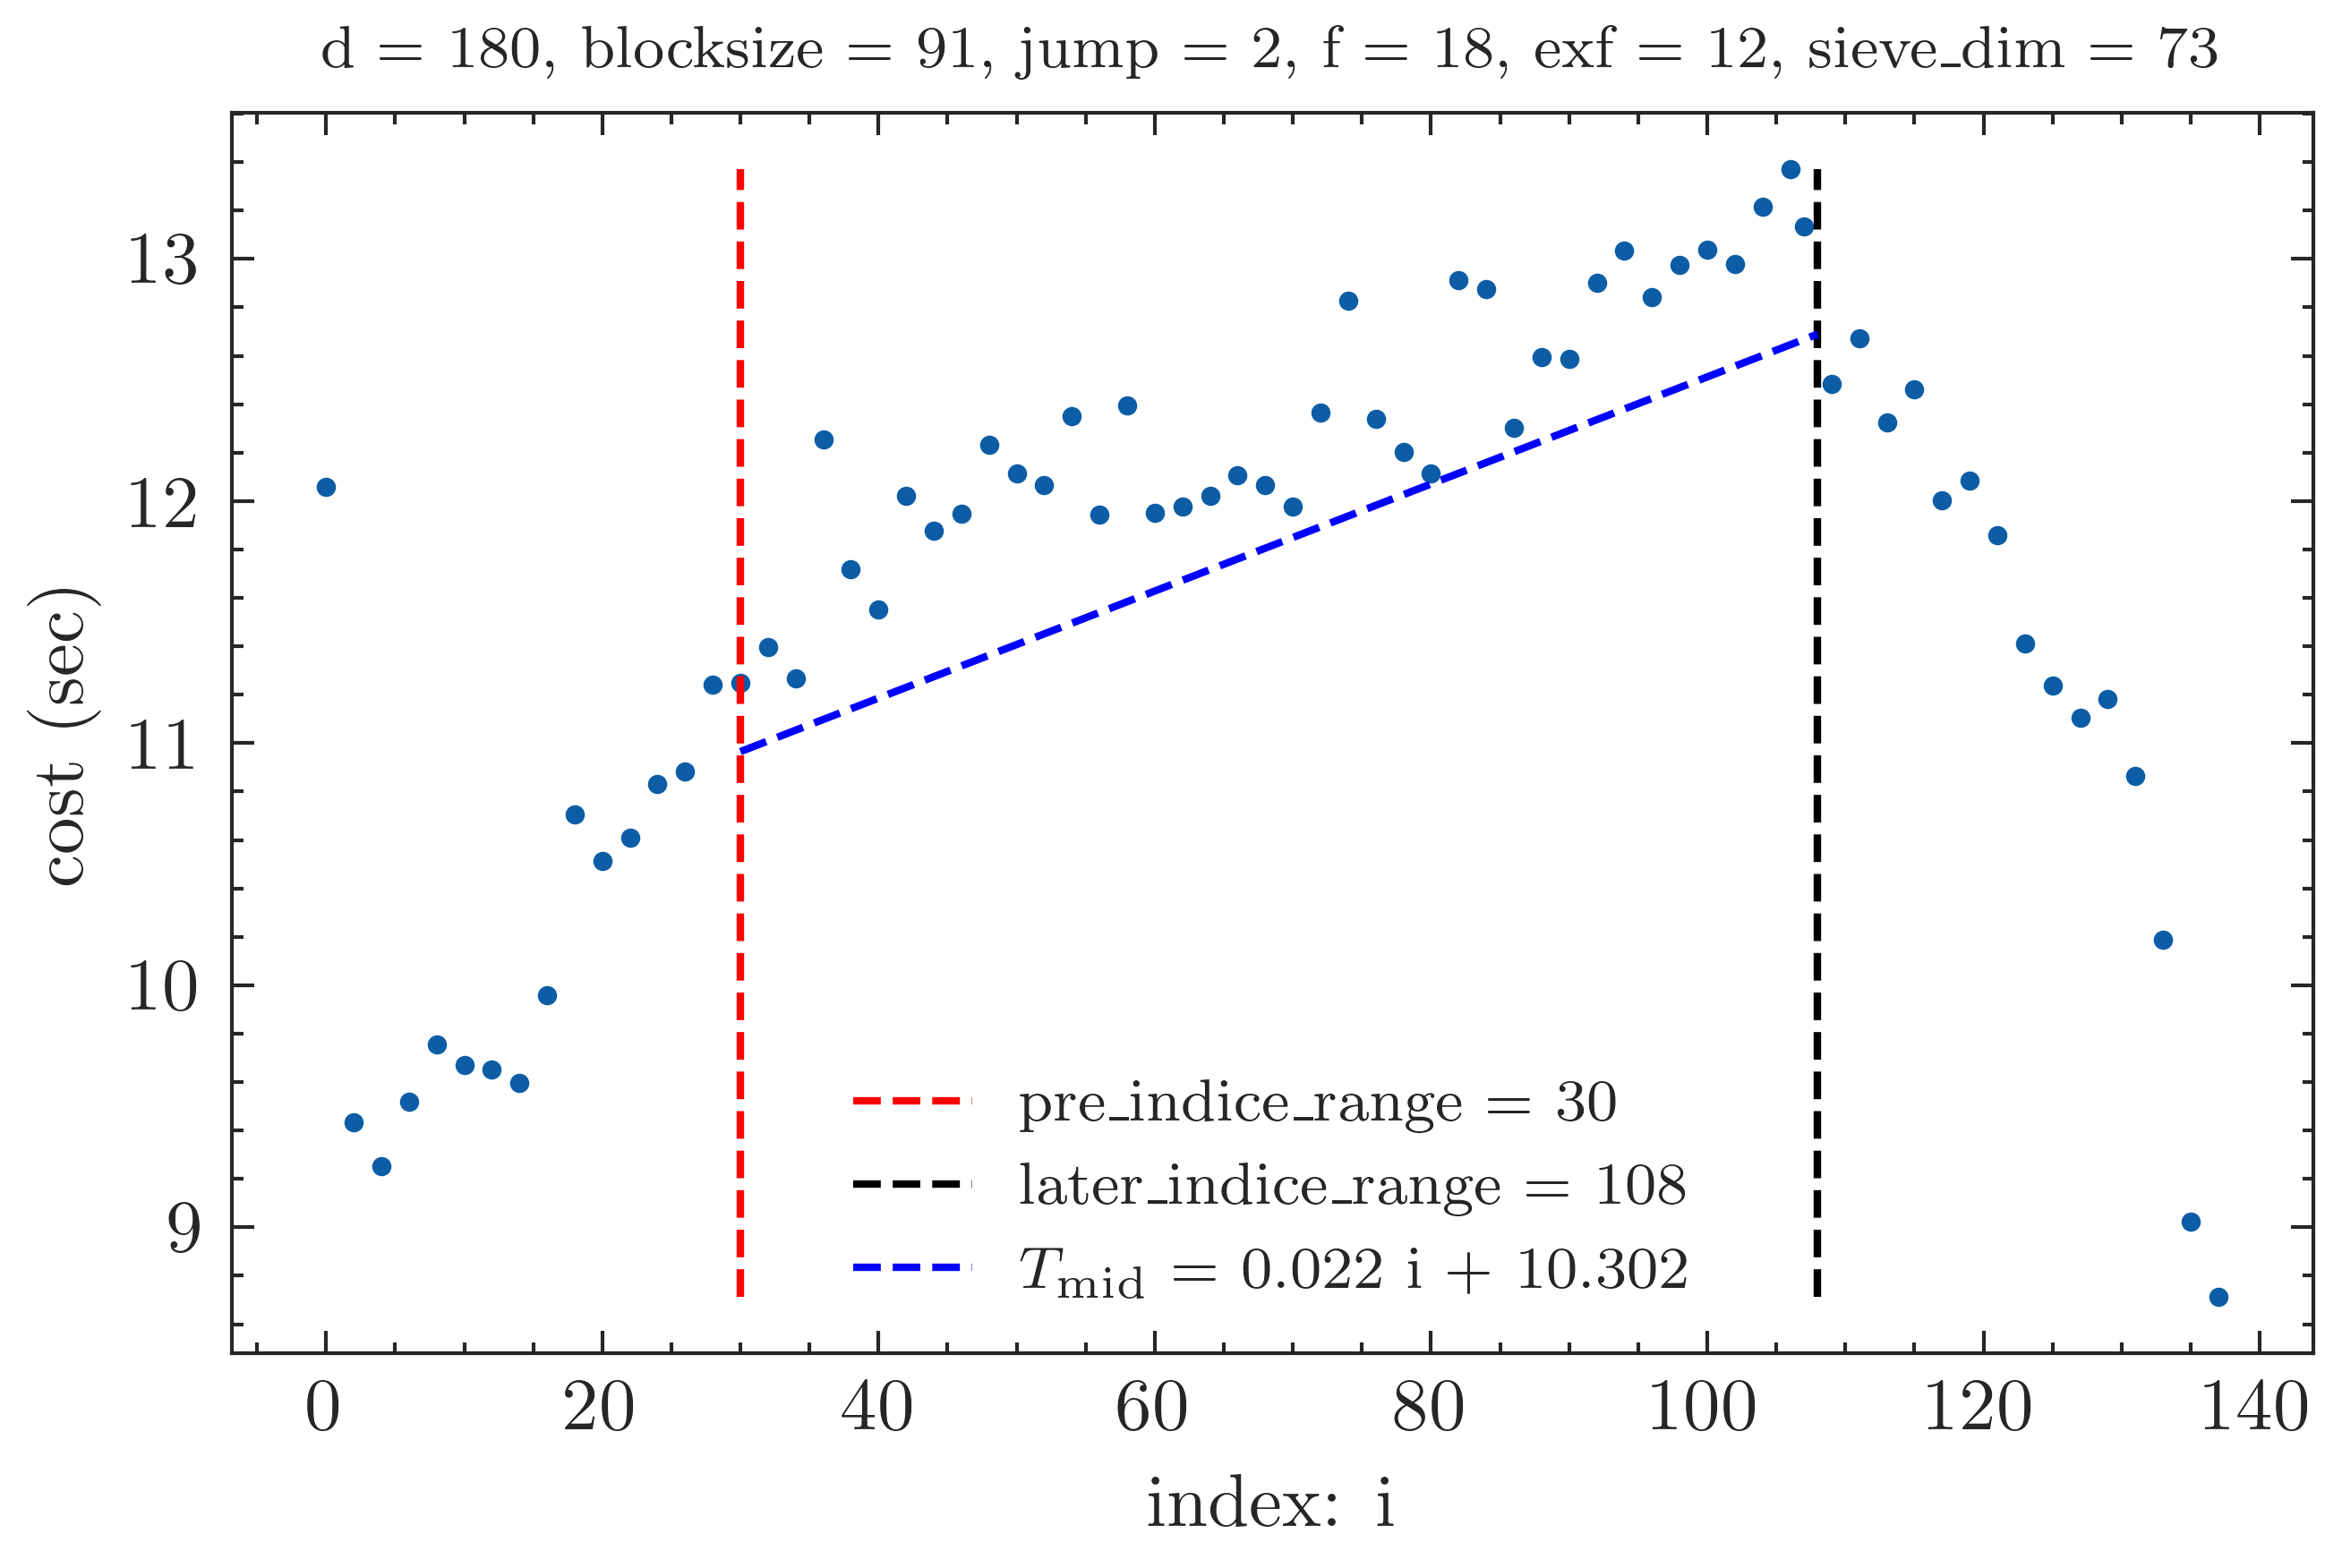 d = 180, blocksize = 91, jump = 2, f = 18, exf = 12, sieve_dim = 73
cost (sec)
13
12
11
10
9
pre_indice_range = 30
later_indice_range = 108
T_mid = 0.022 i + 10.302
0 20 40 60 80 100 120 140
index: i